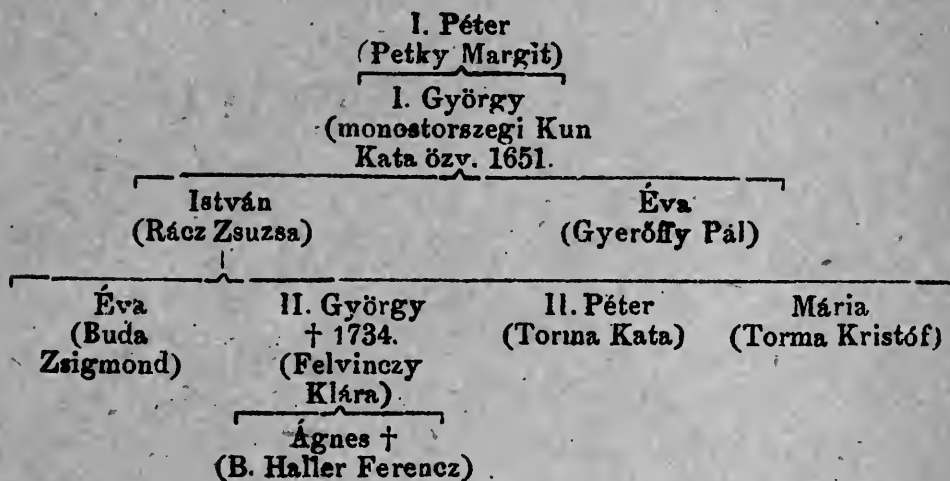 I. Péter
(Petky Margit)
I. György
(monostorszegi Kun
Kata özv. 1651.
István
(Rácz Zsuzsa)
Éva
(Gyerőffy Pál)
Éva
(Buda
Zsigmond)
II. György
† 1734.
(Felvinczy
Klára)
II. Péter
(Torma Kata)
Mária
(Torma Kristóf)
Ágnes †
(B. Haller Ferencz)